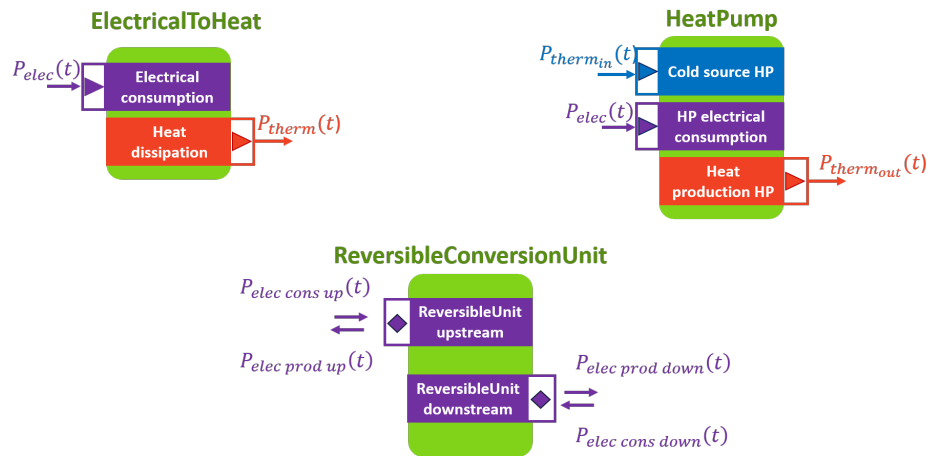 ElectricalToHeat
P_elec(t)
Electrical
consumption
Heat
dissipation
P_therm(t)
HeatPump
P_therm_in(t)
Cold source HP
P_elec(t)
HP electrical
consumption
Heat
production HP
P_therm_out(t)
ReversibleConversionUnit
P_elec cons up(t)
ReversibleUnit
upstream
P_elec prod up(t)
P_elec prod down(t)
ReversibleUnit
downstream
P_elec cons down(t)